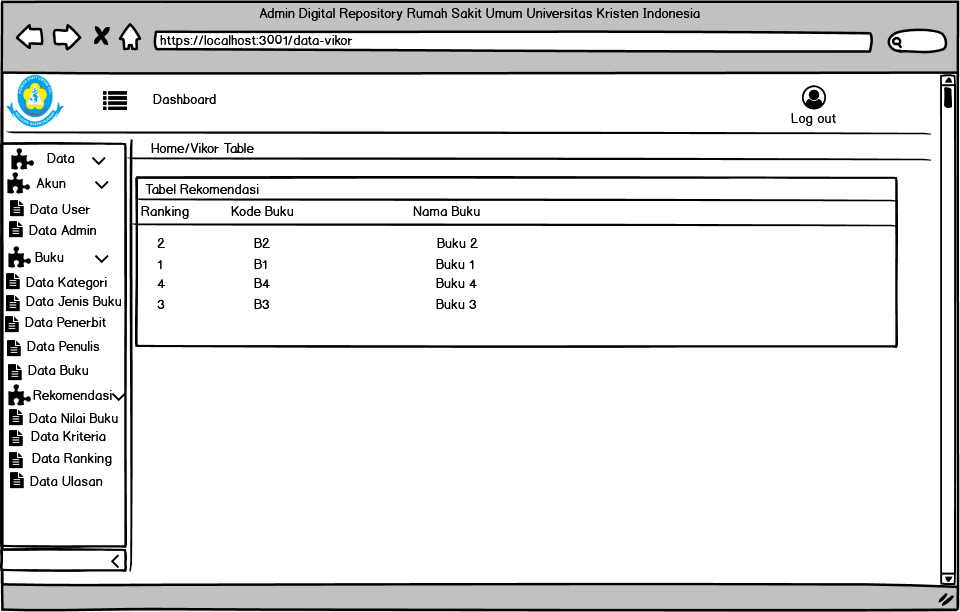 Admin Digital Repository Rumah Sakit Umum Universitas Kristen Indonesia
https://localhost:3001/data-vikor
Dashboard
Log out
Home/Vikor Table
Data
Akun
Data User
Data Admin
Buku
Data Kategori
Data Jenis Buku
Data Penerbit
Data Penulis
Data Buku
Rekomendasi
Data Nilai Buku
Data Kriteria
Data Ranking
Data Ulasan
Tabel Rekomendasi
Ranking Kode Buku Nama Buku
2 B2 Buku 2
1 B1 Buku 1
4 B4 Buku 4
3 B3 Buku 3